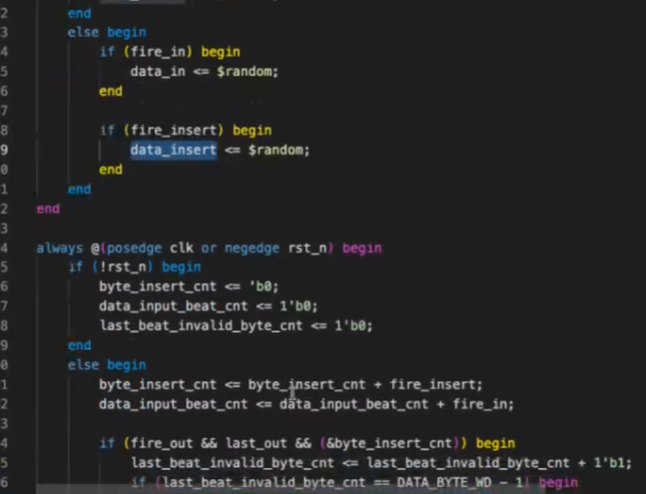 2 end
3 else begin
4 if (fire_in) begin
5 data_in <= $random;
6 end
7
8 if (fire_insert) begin
9 data_insert <= $random;
0 end
1 end
2 end
3
4 always @(posedge clk or negedge rst_n) begin
5 if (!rst_n) begin
6 byte_insert_cnt <= 'b0;
7 data_input_beat_cnt <= 1'b0;
8 last_beat_invalid_byte_cnt <= 1'b0;
9 end
0 else begin
1 byte_insert_cnt <= byte_insert_cnt + fire_insert;
2 data_input_beat_cnt <= data_input_beat_cnt + fire_in;
3
4 if (fire_out && last_out && (&byte_insert_cnt)) begin
5 last_beat_invalid_byte_cnt <= last_beat_invalid_byte_cnt + 1'b1;
6 if (last_beat_invalid_byte_cnt == DATA_BYTE_WD - 1) begin